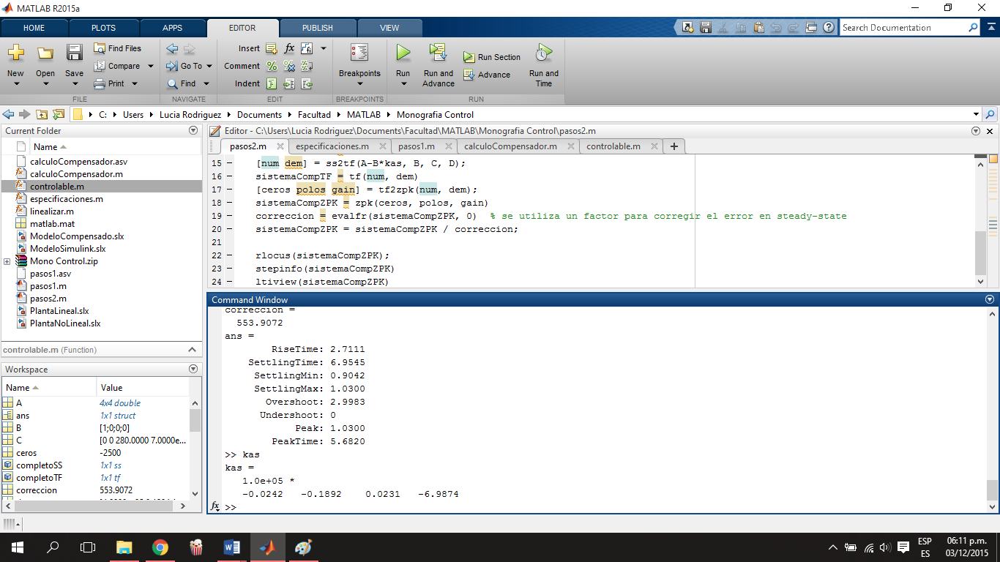 MATLAB R2015a
HOME PLOTS APPS EDITOR PUBLISH VIEW
Search Documentation
New Open Save Find Files Compare Print
Go To Find
Insert fx
Comment
Indent
Breakpoints
Run Run and Advance Run Section Advance Run and Time
FILE NAVIGATE EDIT BREAKPOINTS RUN
C: Users Lucia Rodriguez Documents Facultad MATLAB Monografia Control
Current Folder
Name
calculoCompensador.asv
calculoCompensador.m
controlable.m
especificaciones.m
linealizar.m
matlab.mat
ModeloCompensado.slx
ModeloSimulink.slx
Mono Control.zip
pasos1.asv
pasos1.m
pasos2.m
PlantaLineal.slx
PlantaNoLineal.slx
controlable.m (Function)
Workspace
Name Value
A 4x4 double
ans 1x1 struct
B [1;0;0;0]
C [0 0 280.0000 7.0000e...
ceros -2500
completoSS 1x1 ss
completoTF 1x1 tf
correccion 553.9072
Editor - C:\Users\Lucia Rodriguez\Documents\Facultad\MATLAB\Monografia Control\pasos2.m
pasos2.m especificaciones.m pasos1.m calculoCompensador.m controlable.m
15 – [num dem] = ss2tf(A-B*kas, B, C, D);
16 – sistemaCompTF = tf(num, dem)
17 – [ceros polos gain] = tf2zpk(num, dem);
18 – sistemaCompZPK = zpk(ceros, polos, gain)
19 – correccion = evalfr(sistemaCompZPK, 0) % se utiliza un factor para corregir el error en steady-state
20 – sistemaCompZPK = sistemaCompZPK / correccion;
21
22 – rlocus(sistemaCompZPK);
23 – stepinfo(sistemaCompZPK)
24 – ltiview(sistemaCompZPK)
Command Window
correccion =
553.9072
ans =
RiseTime: 2.7111
SettlingTime: 6.9545
SettlingMin: 0.9042
SettlingMax: 1.0300
Overshoot: 2.9983
Undershoot: 0
Peak: 1.0300
PeakTime: 5.6820
>> kas
kas =
1.0e+05 *
-0.0242 -0.1892 0.0231 -6.9874
fx >>
ESP 06:11 p.m.
ES 03/12/2015